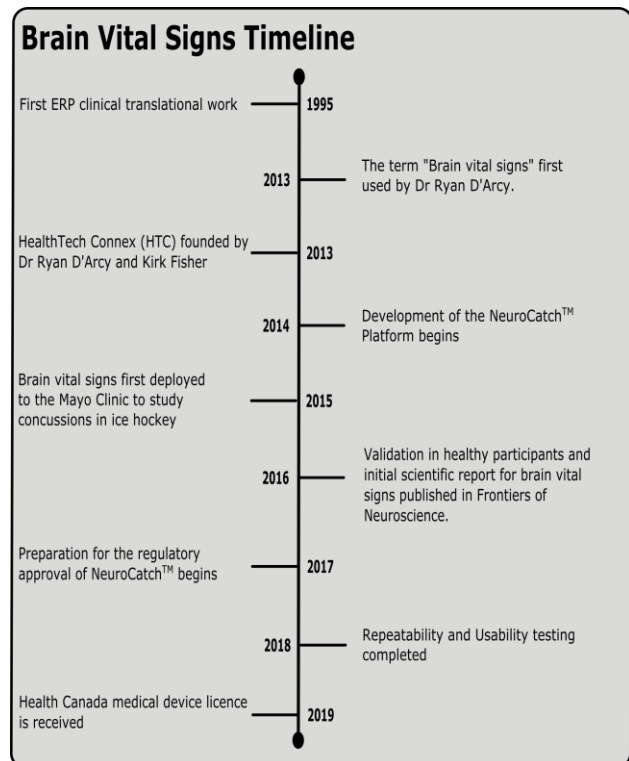 Brain Vital Signs Timeline
First ERP clinical translational work
1995
2013
The term "Brain vital signs" first
used by Dr Ryan D'Arcy.
HealthTech Connex (HTC) founded by
Dr Ryan D'Arcy and Kirk Fisher
2013
2014
Development of the NeuroCatch™
Platform begins
Brain vital signs first deployed
to the Mayo Clinic to study
concussions in ice hockey
2015
2016
Validation in healthy participants and
initial scientific report for brain vital
signs published in Frontiers of
Neuroscience.
Preparation for the regulatory
approval of NeuroCatch™ begins
2017
2018
Repeatability and Usability testing
completed
Health Canada medical device licence
is received
2019